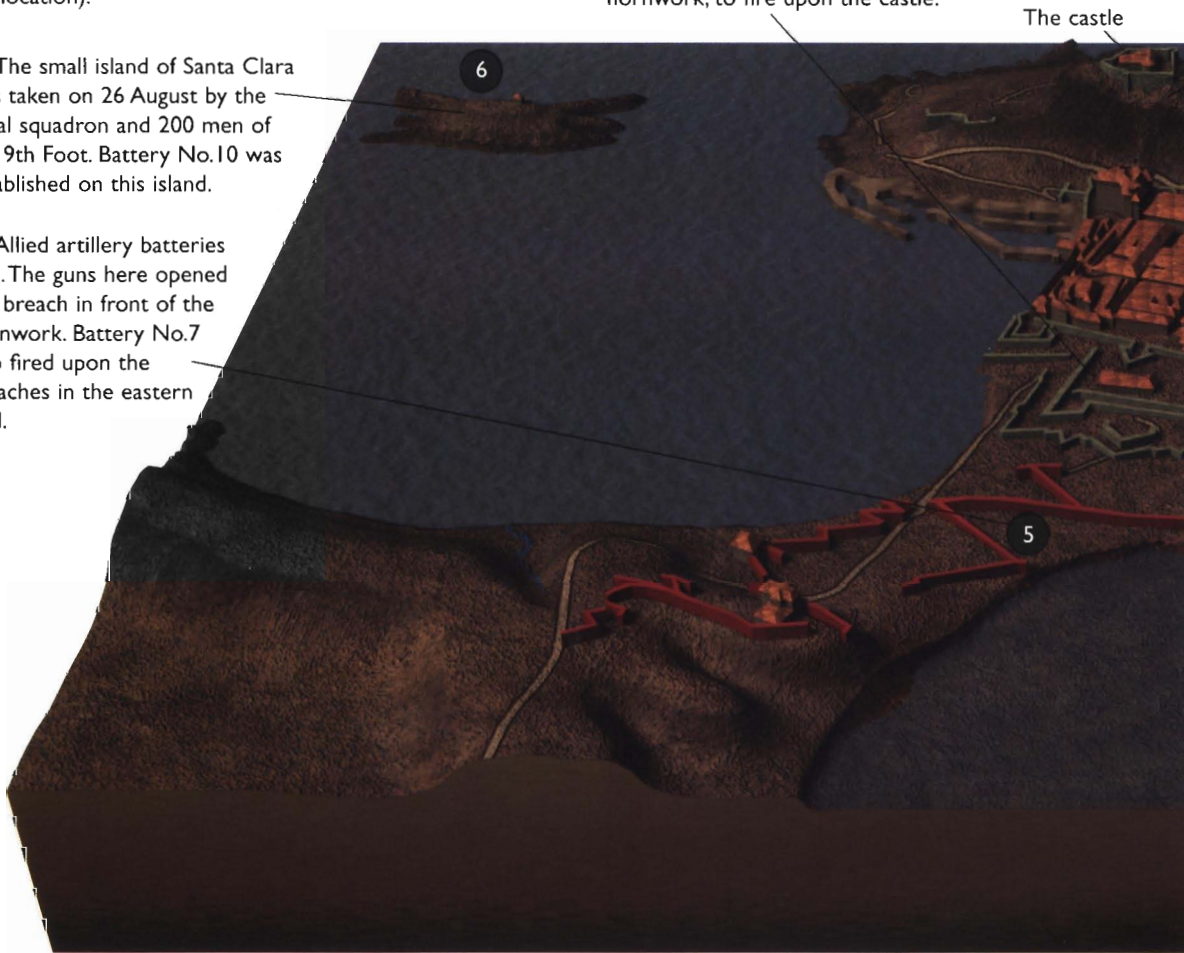 location).
hornwork, to fire upon the castle.
The castle
The small island of Santa Clara
taken on 26 August by the
al squadron and 200 men of
9th Foot. Battery No.10 was
ablished on this island.
Allied artillery batteries
. The guns here opened
breach in front of the
nwork. Battery No.7
fired upon the
aches in the eastern
6
5